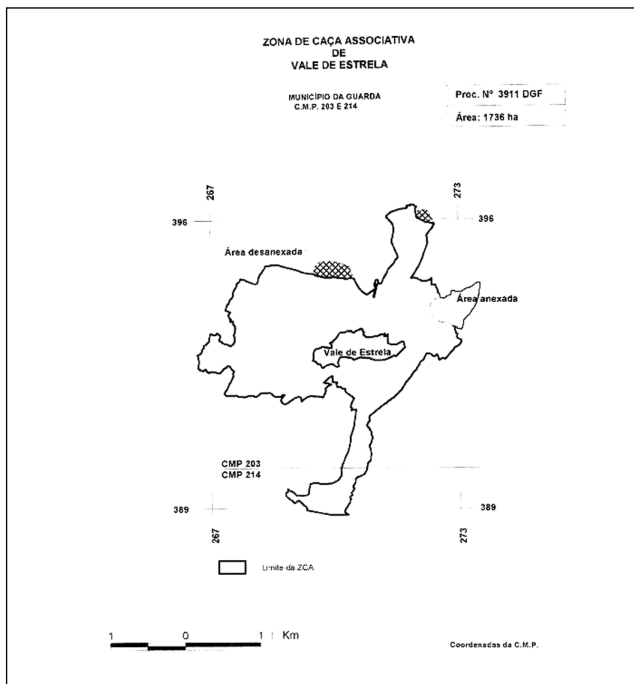 ZONA DE CAÇA ASSOCIATIVA
DE
VALE DE ESTRELA
MUNICÍPIO DA GUARDA
C.M.P. 203 E 214
Proc. Nº 3911 DGF
Área: 1736 ha
267
273
396
396
Área desanexada
Área anexada
Vale de Estrela
CMP 203
CMP 214
389
389
267
273
Limite da ZCA
1 0 1 Km
Coordenadas da C.M.P.